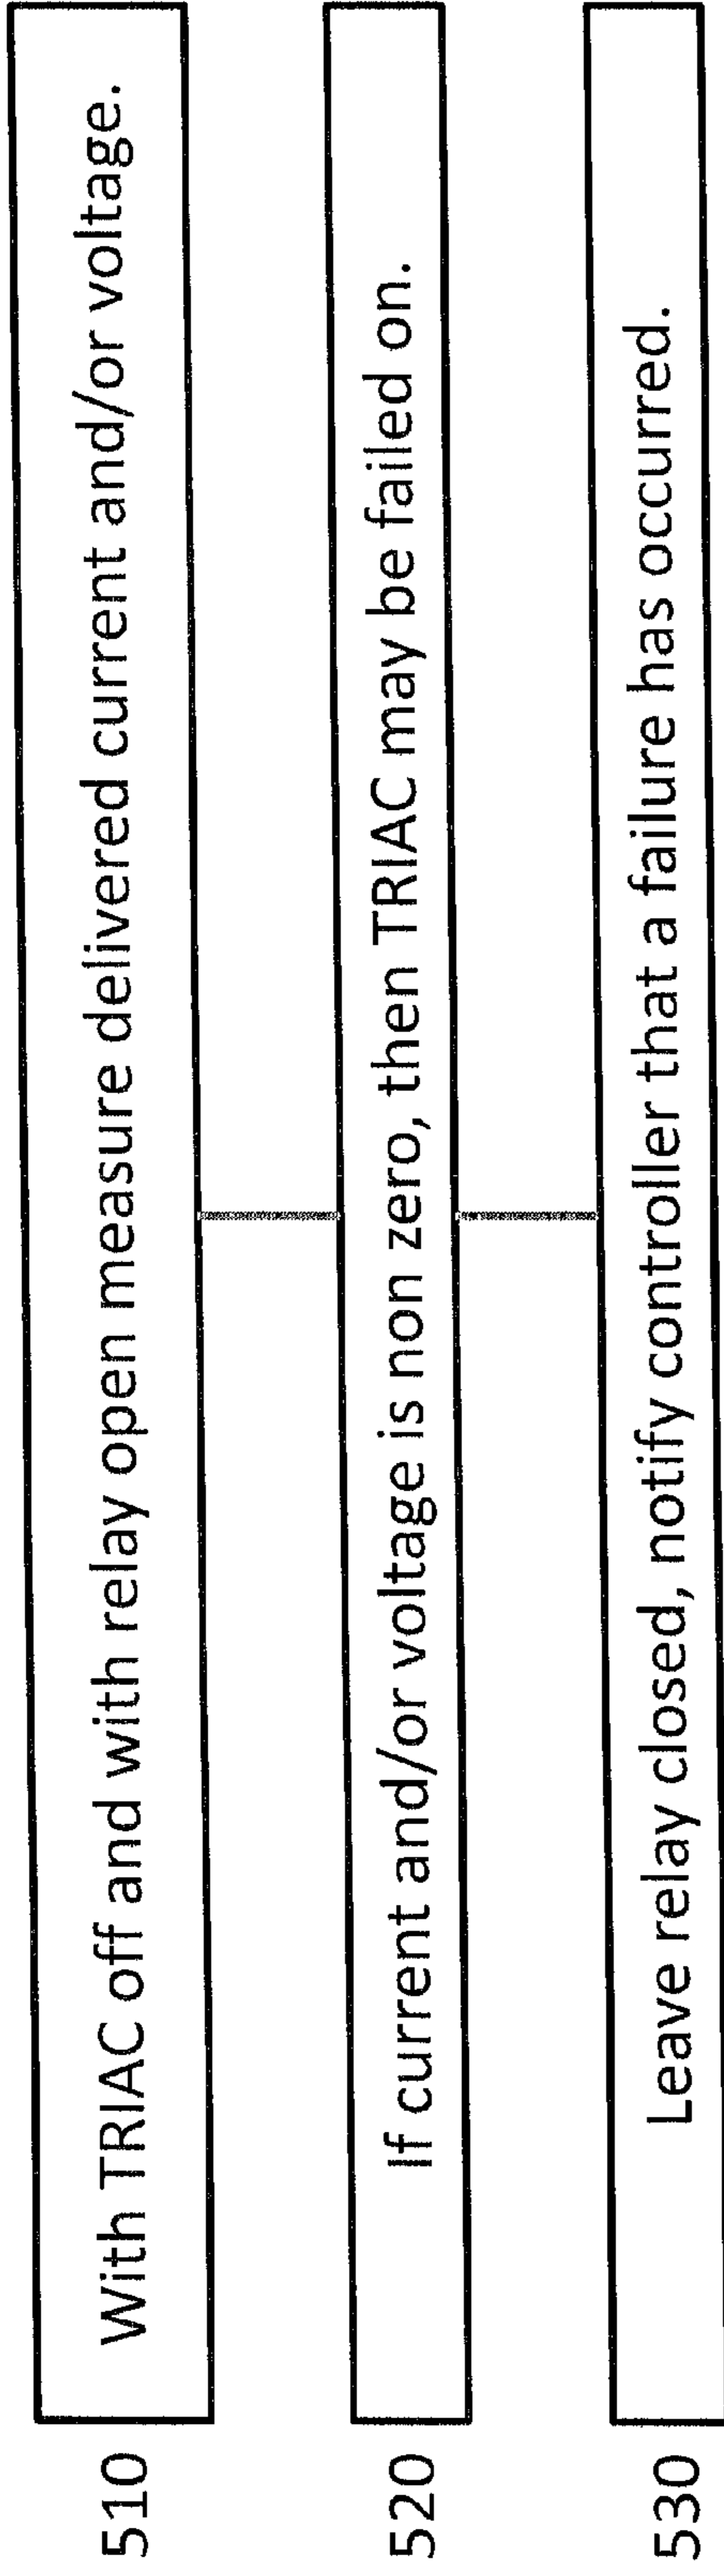 510 With TRIAC off and with relay open measure delivered current and/or voltage.
520 If current and/or voltage is non zero, then TRIAC may be failed on.
530 Leave relay closed, notify controller that a failure has occurred.